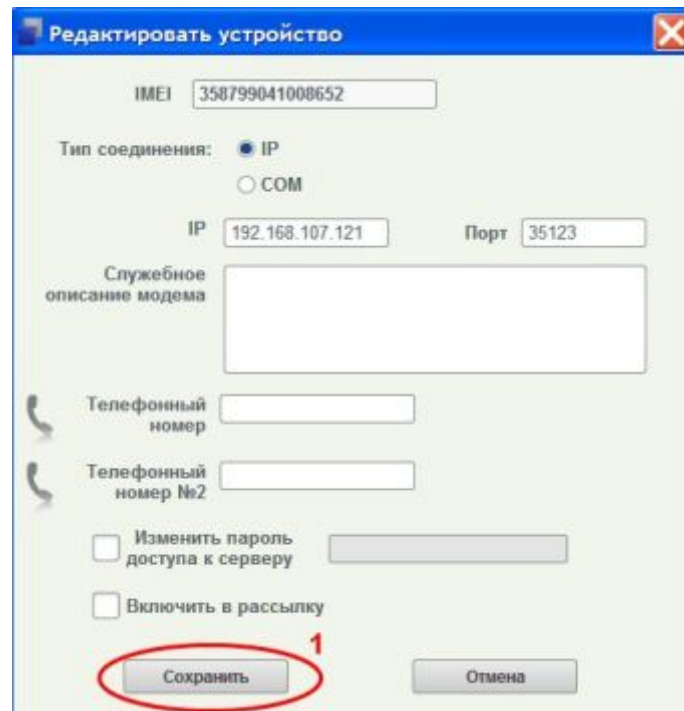 Редактировать устройство
IMEI 358799041008652
Тип соединения: IP
COM
IP 192.168.107.121 Порт 35123
Служебное
описание модема
Телефонный
номер
Телефонный
номер №2
Изменить пароль
доступа к серверу
Включить в рассылку
1
Сохранить Отмена